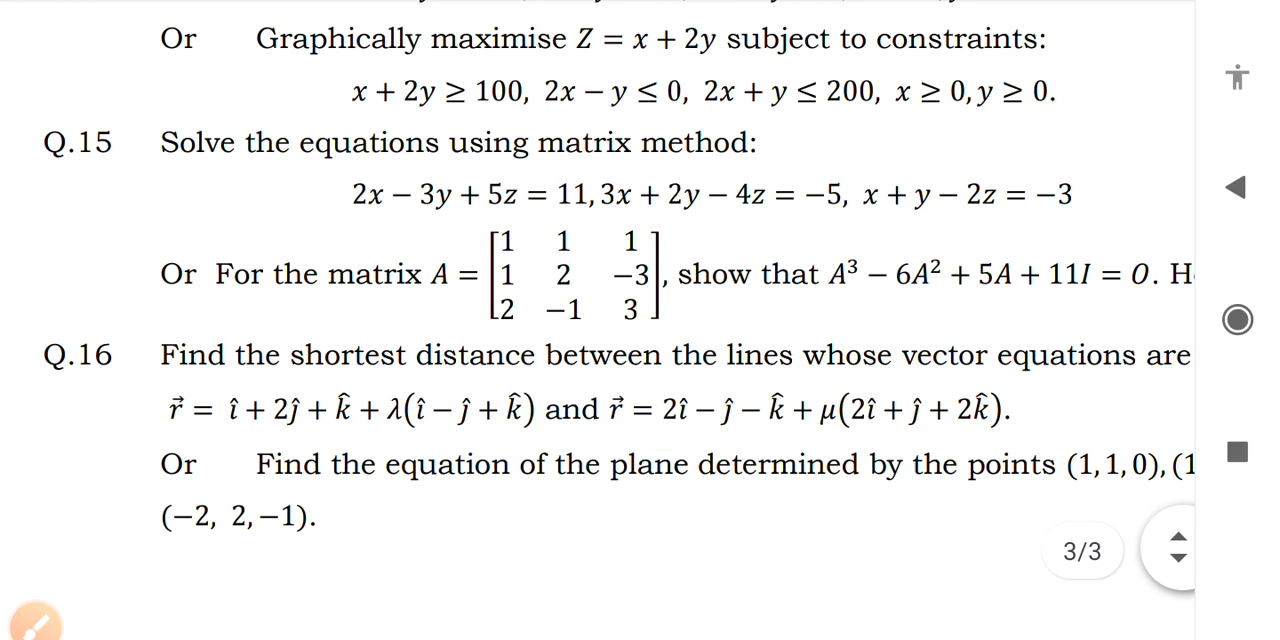 Or Graphically maximise Z = x + 2y subject to constraints:
x + 2y ≥ 100, 2x − y ≤ 0, 2x + y ≤ 200, x ≥ 0, y ≥ 0.
Q.15 Solve the equations using matrix method:
2x − 3y + 5z = 11, 3x + 2y − 4z = −5, x + y − 2z = −3
Or For the matrix A = [1 1 1; 1 2 −3; 2 −1 3], show that A³ − 6A² + 5A + 11I = O. H
Q.16 Find the shortest distance between the lines whose vector equations are
r⃗ = î + 2ĵ + k̂ + λ(î − ĵ + k̂) and r⃗ = 2î − ĵ − k̂ + μ(2î + ĵ + 2k̂).
Or Find the equation of the plane determined by the points (1, 1, 0), (1
(−2, 2, −1).
3/3